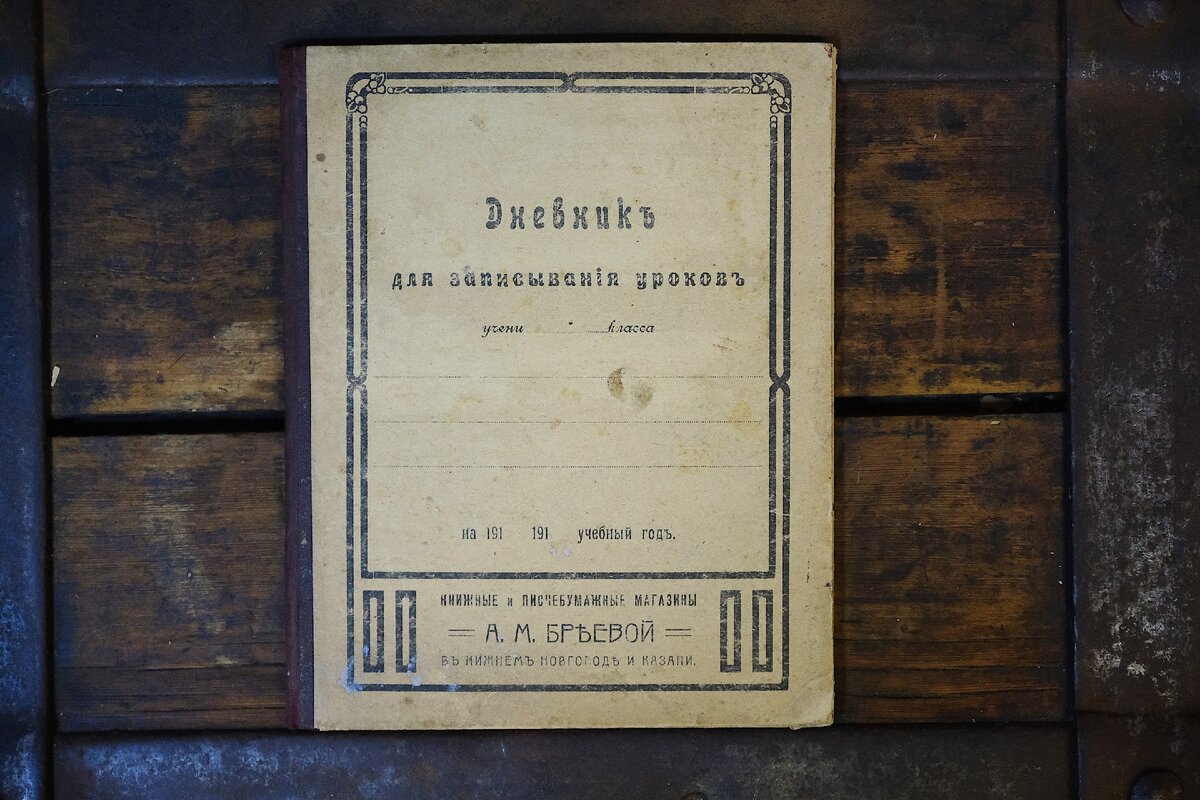 Дневникъ
для записыванія уроковъ
учени класса
на 191 191 учебный годъ.
КНИЖНЫЕ и ПИСЧЕБУМАЖНЫЕ МАГАЗИНЫ
А. М. БРѢЕВОЙ
ВЪ НИЖНЕМЪ НОВГОРОДѢ И КАЗАНИ.